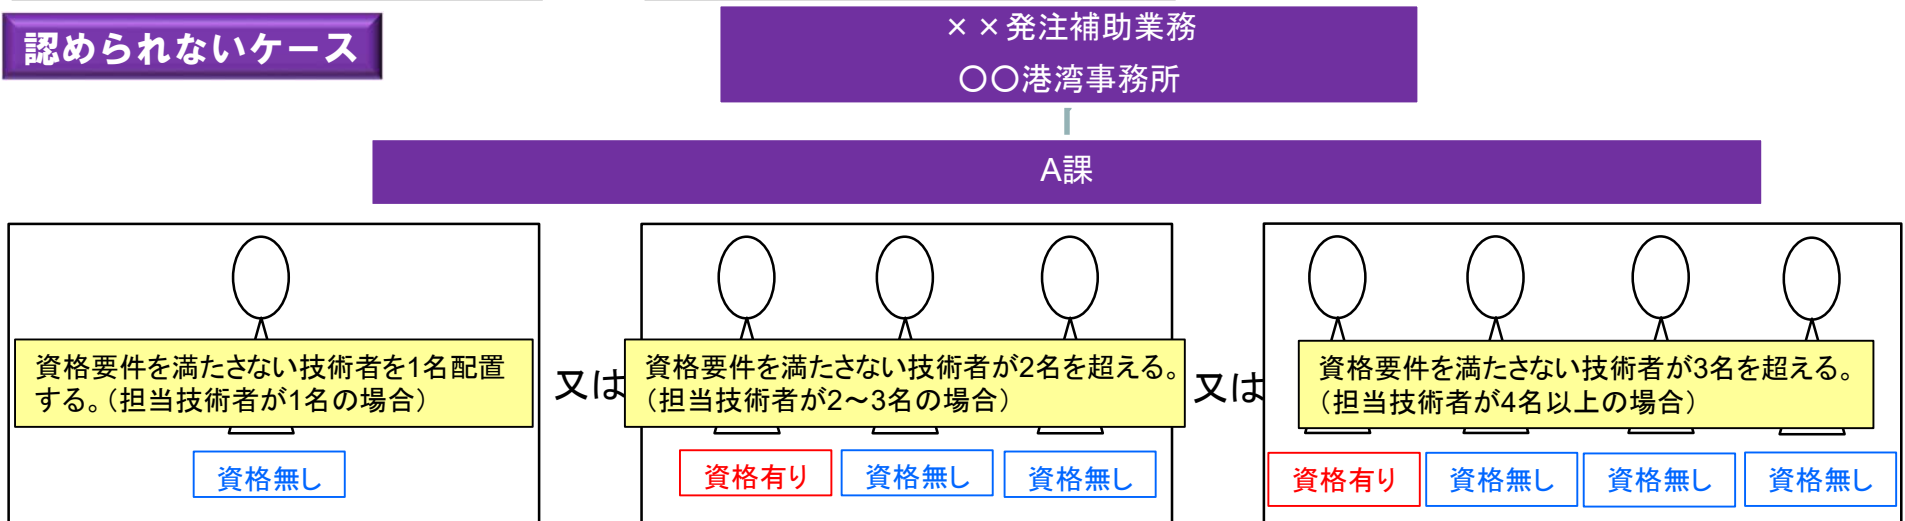 認められないケース
××発注補助業務
〇〇港湾事務所
A課
資格要件を満たさない技術者を1名配置
する。(担当技術者が1名の場合)
資格無し
又は
資格要件を満たさない技術者が2名を超える。
(担当技術者が2～3名の場合)
資格有り
資格無し
資格無し
又は
資格要件を満たさない技術者が3名を超える。
(担当技術者が4名以上の場合)
資格有り
資格無し
資格無し
資格無し